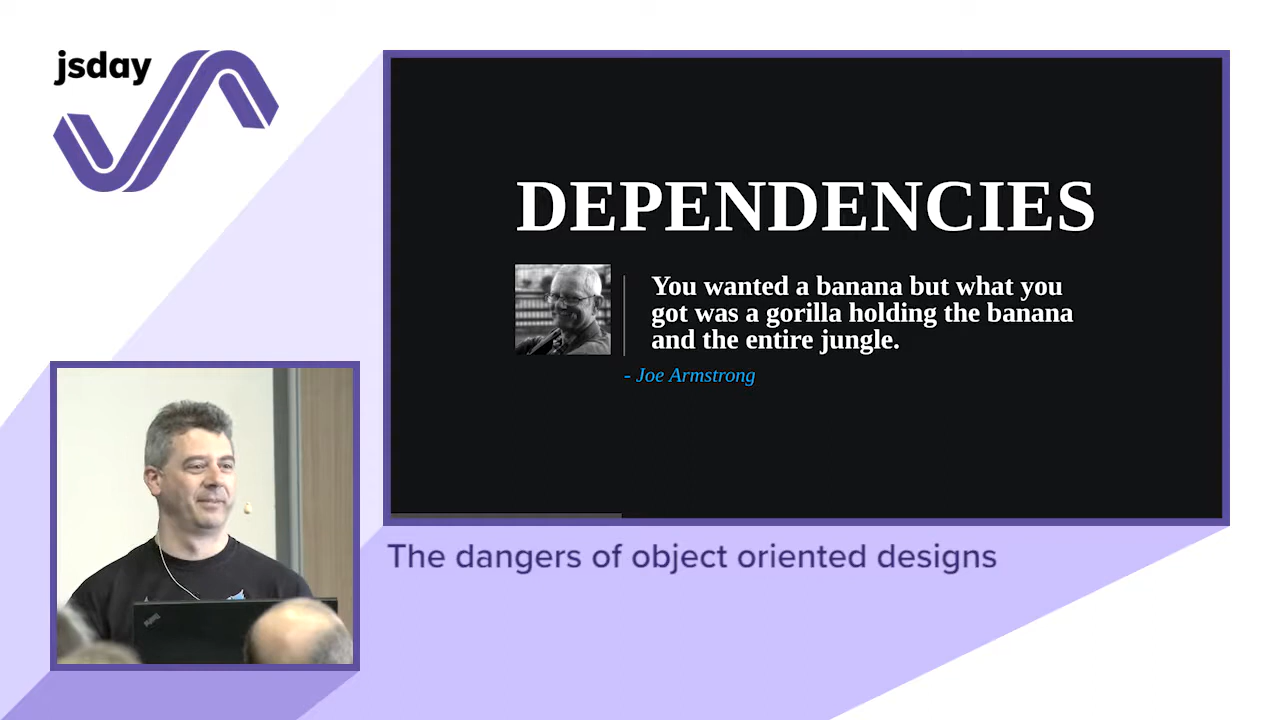 jsday
DEPENDENCIES
You wanted a banana but what you
got was a gorilla holding the banana
and the entire jungle.
- Joe Armstrong
The dangers of object oriented designs